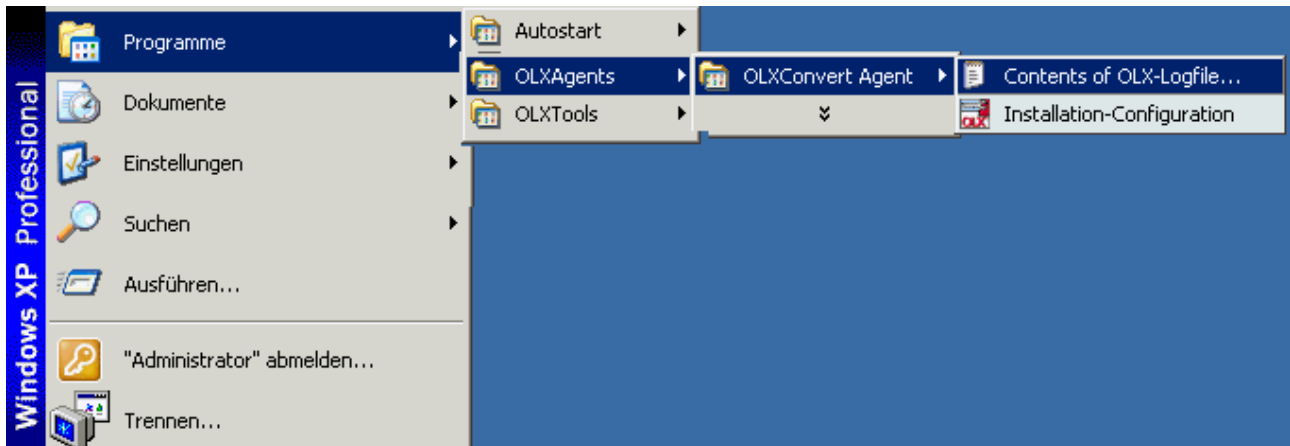 Windows XP Professional
Programme
Dokumente
Einstellungen
Suchen
Ausführen...
"Administrator" abmelden...
Trennen...
Autostart
OLXAgents
OLXTools
OLXConvert Agent
Contents of OLX-Logfile...
OLX
Installation-Configuration